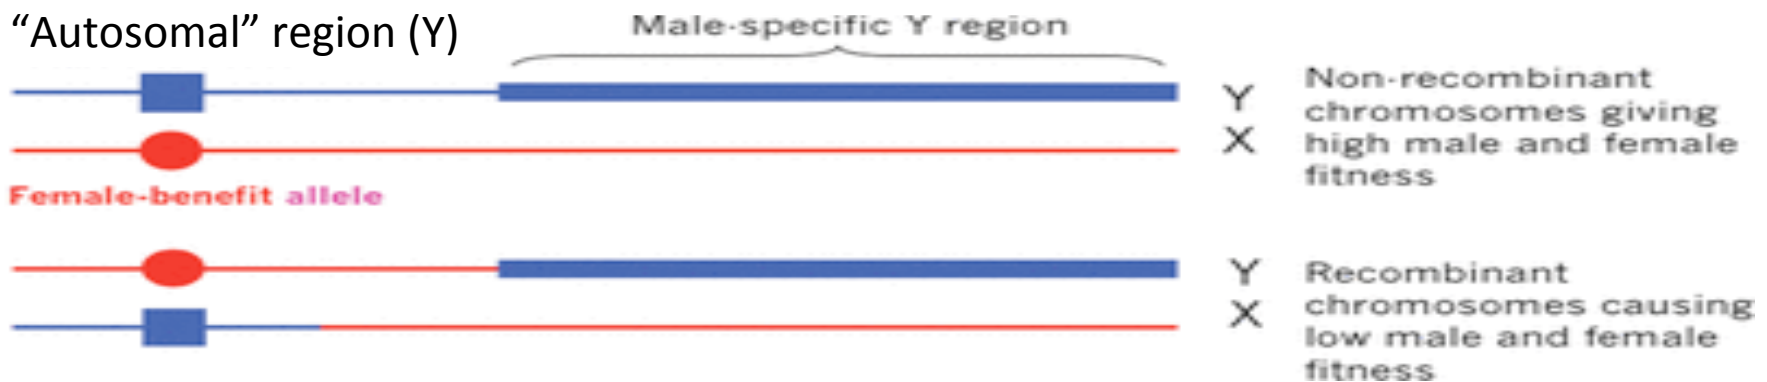 “Autosomal” region (Y)
Male-specific Y region
Y
X
Non-recombinant
chromosomes giving
high male and female
fitness
Female-benefit allele
Y
X
Recombinant
chromosomes causing
low male and female
fitness